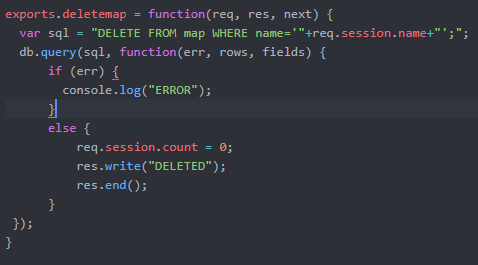 exports.deletemap = function(req, res, next) {
  var sql = "DELETE FROM map WHERE name='"+req.session.name+"';";
  db.query(sql, function(err, rows, fields) {
      if (err) {
        console.log("ERROR");
      }
      else {
          req.session.count = 0;
          res.write("DELETED");
          res.end();
      }
 });
}